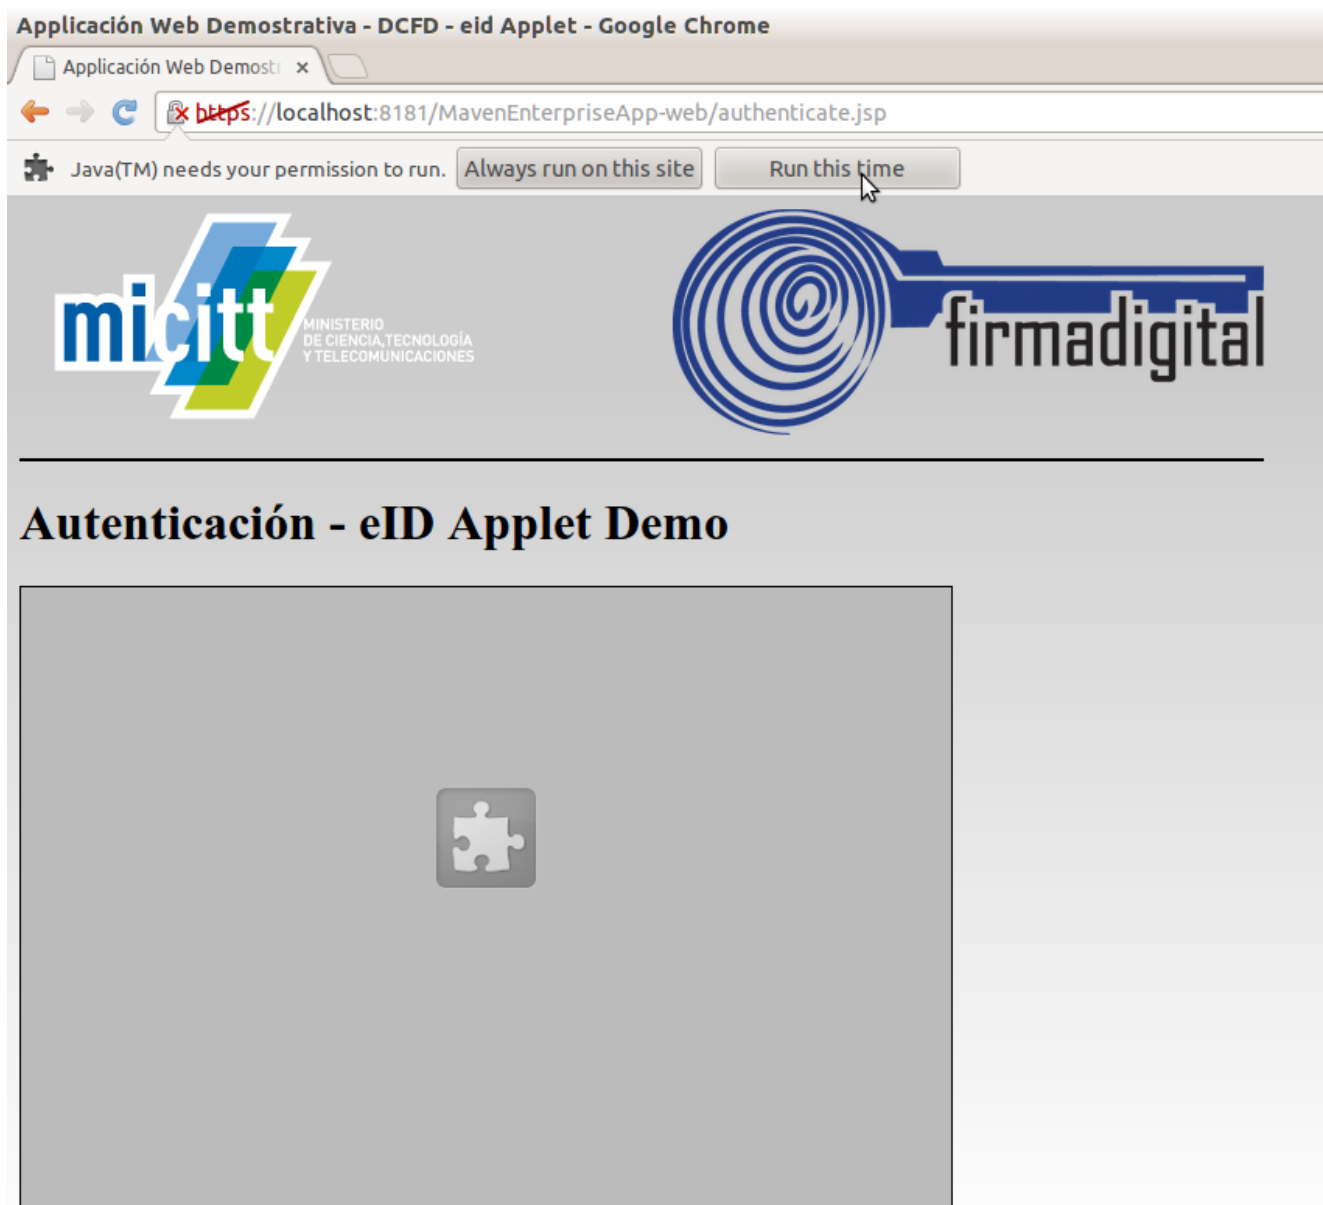 Applicación Web Demostrativa - DCFD - eid Applet - Google Chrome
Applicación Web Demostr
https://localhost:8181/MavenEnterpriseApp-web/authenticate.jsp
Java(TM) needs your permission to run. Always run on this site Run this time
micitt
MINISTERIO
DE CIENCIA,TECNOLOGÍA
Y TELECOMUNICACIONES
firmadigital
Autenticación - eID Applet Demo